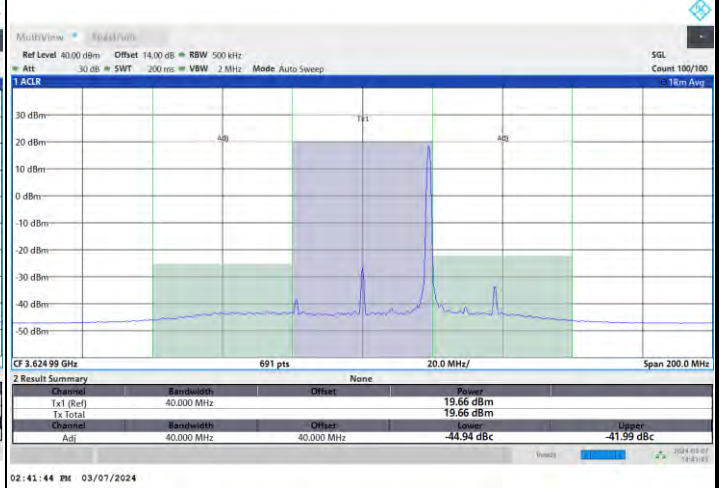 MultiView Spectrum
Ref Level 40.00 dBm Offset 14.00 dB RBW 500 kHz SGL
Att 30 dB SWT 200 ms VBW 2 MHz Mode Auto Sweep Count 100/100
1 ACLR 1Rm Avg
30 dBm
Tx1
20 dBm Adj Adj
10 dBm
0 dBm
-10 dBm
-20 dBm
-30 dBm
-40 dBm
-50 dBm
CF 3.624 99 GHz 691 pts 20.0 MHz/ Span 200.0 MHz
2 Result Summary None
Channel Bandwidth Offset Power
Tx1 (Ref) 40.000 MHz 19.66 dBm
Tx Total 19.66 dBm
Channel Bandwidth Offset Lower Upper
Adj 40.000 MHz 40.000 MHz -44.94 dBc -41.99 dBc
Ready
02:41:44 PM 03/07/2024